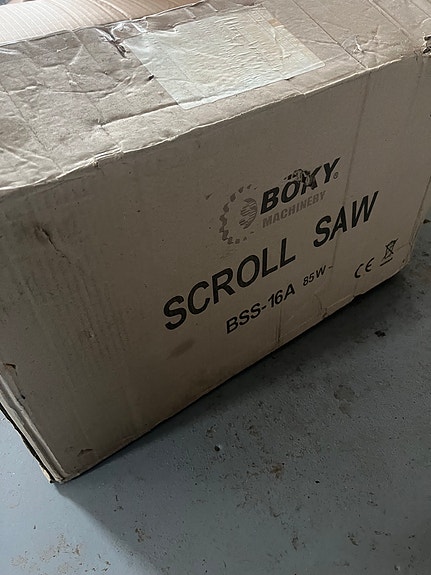 BOKY®
MACHINERY
SCROLL SAW
BSS-16A 85W~
CE